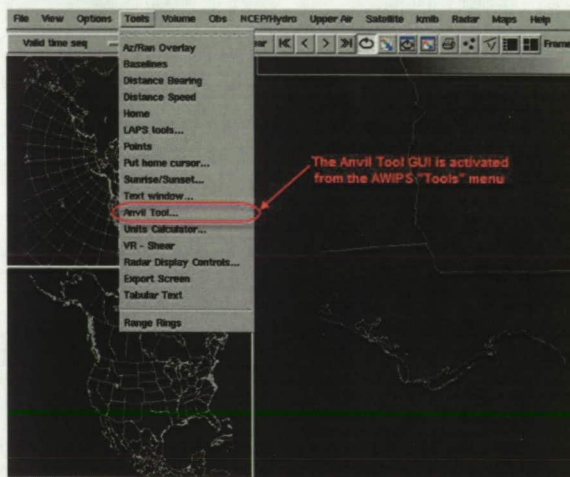 File View Options Tools Volume Obs NCEP/Hydro Upper Air Satellite kmlb Radar Maps Help
Valid time seq Frame
Az/Ran Overlay
Baselines
Distance Bearing
Distance Speed
Home
LAPS tools...
Points
Put home cursor...
Sunrise/Sunset...
Text window...
Anvil Tool...
Units Calculator...
VR - Shear
Radar Display Controls...
Export Screen
Tabular Text
Range Rings
The Anvil Tool GUI is activated
from the AWIPS "Tools" menu